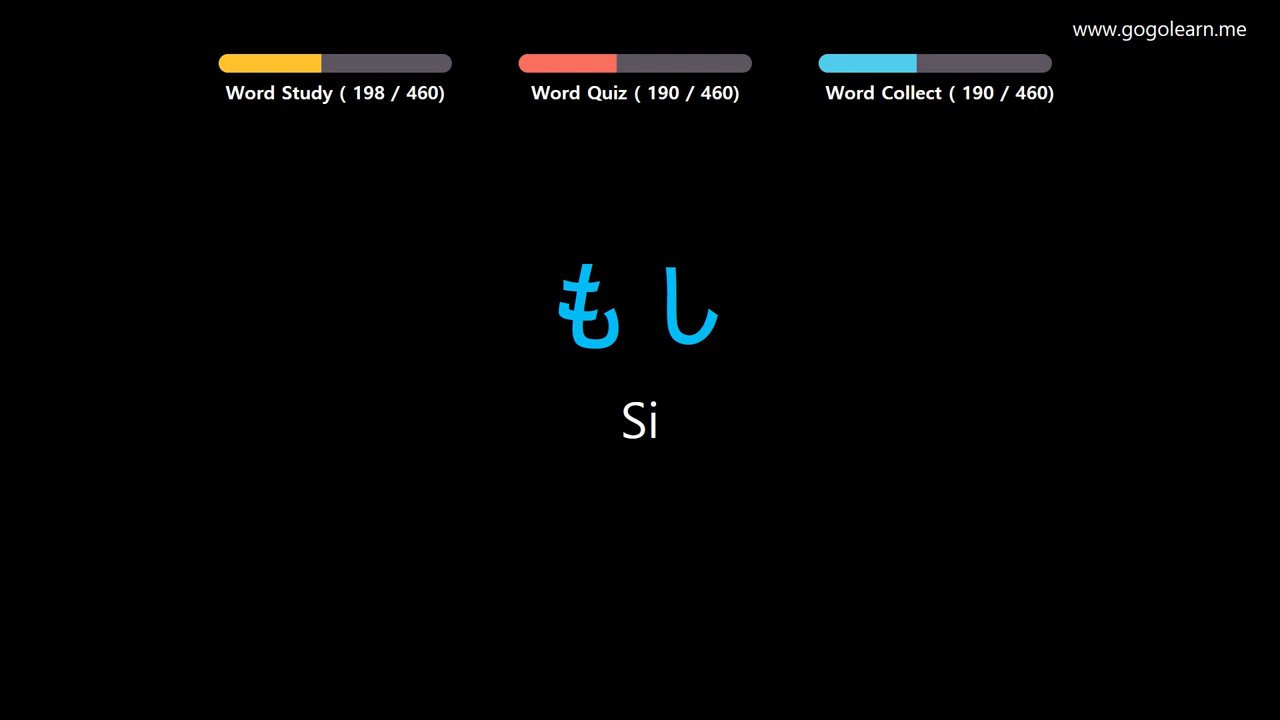 www.gogolearn.me
Word Study ( 198 / 460)
Word Quiz ( 190 / 460)
Word Collect ( 190 / 460)
もし
Si